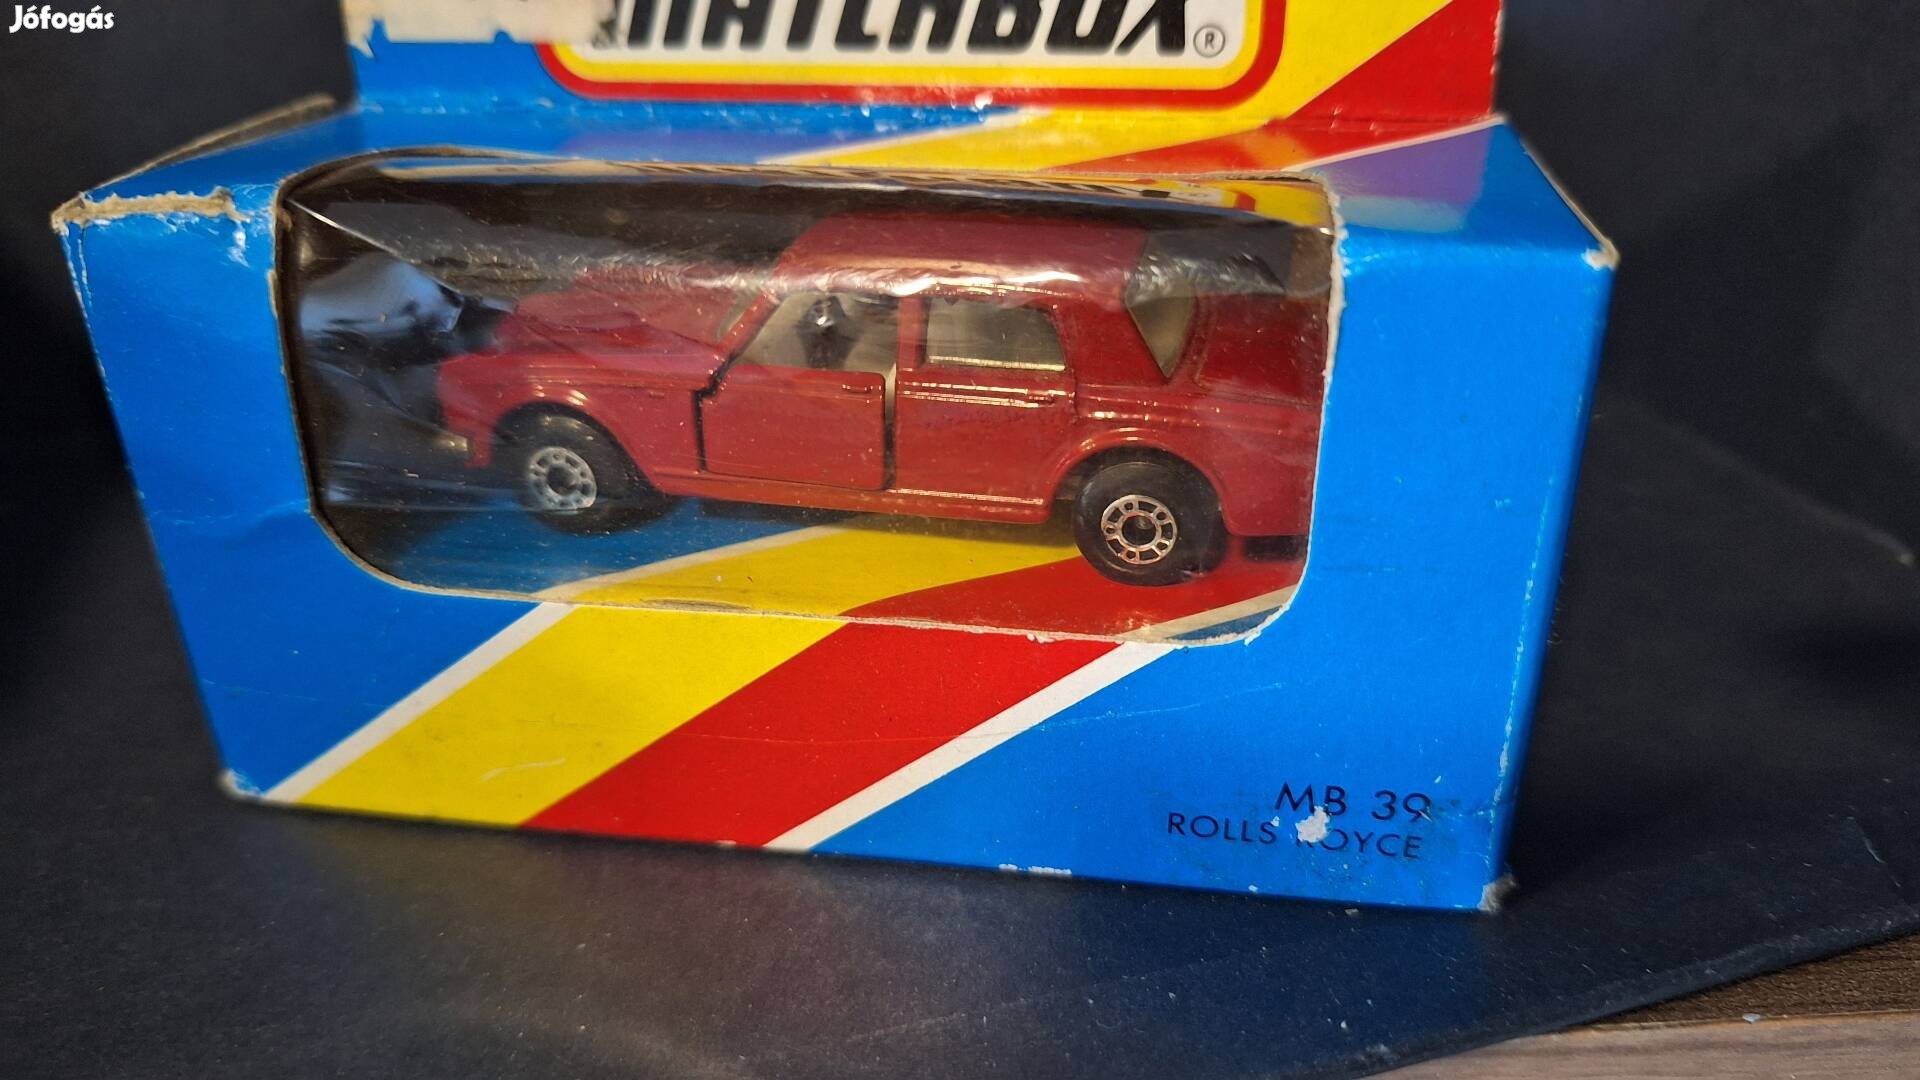 Jófogás
MATCHBOX®
MB 39
ROLLS ROYCE